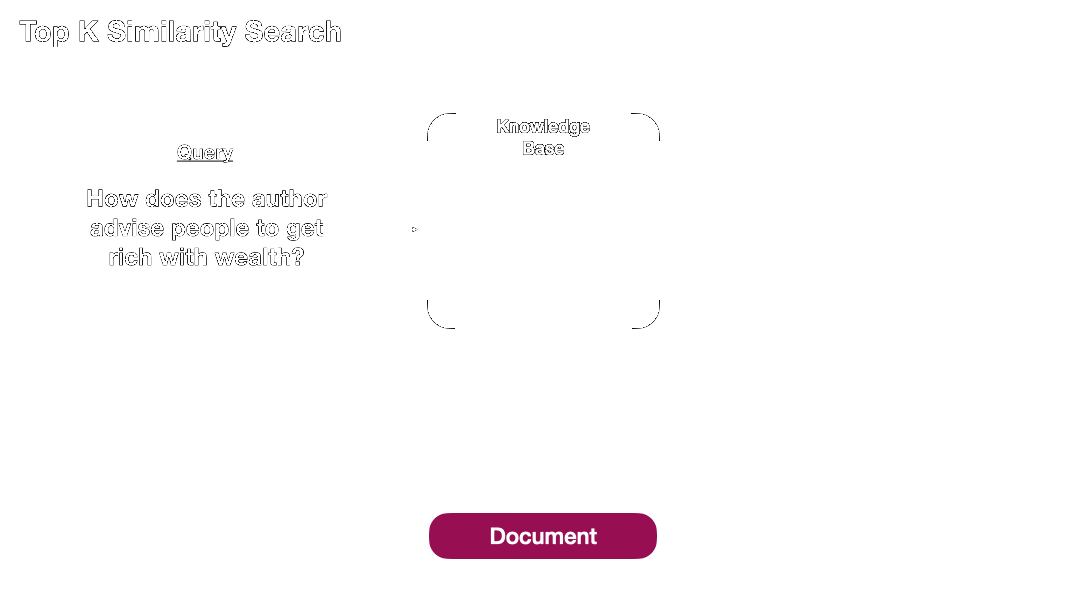 Top K Similarity Search
Knowledge
Base
Query
How does the author
advise people to get
rich with wealth?
Document